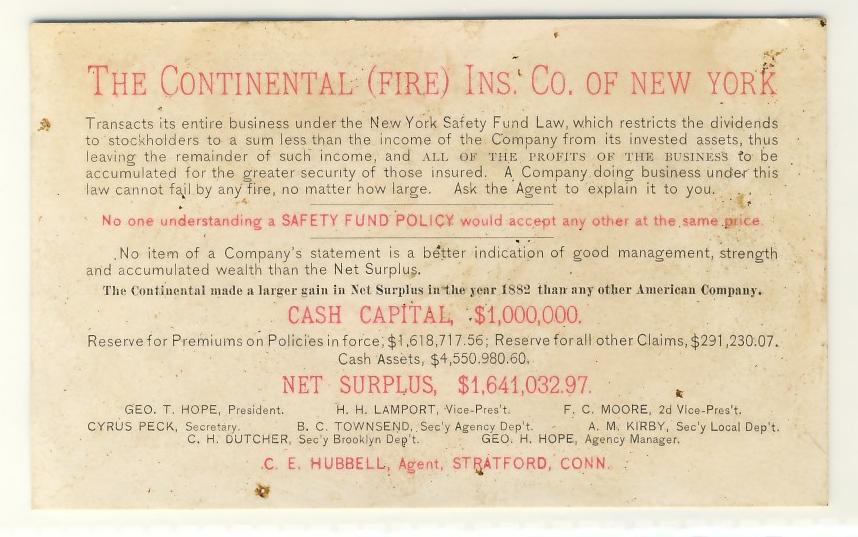 THE CONTINENTAL (FIRE) INS. CO. OF NEW YORK
Transacts its entire business under the New York Safety Fund Law, which restricts the dividends
to stockholders to a sum less than the income of the Company from its invested assets, thus
leaving the remainder of such income, and ALL OF THE PROFITS OF THE BUSINESS to be
accumulated for the greater security of those insured. A Company doing business under this
law cannot fail by any fire, no matter how large. Ask the Agent to explain it to you.
No one understanding a SAFETY FUND POLICY would accept any other at the same price.
No item of a Company's statement is a better indication of good management, strength
and accumulated wealth than the Net Surplus.
The Continental made a larger gain in Net Surplus in the year 1882 than any other American Company.
CASH CAPITAL, $1,000,000.
Reserve for Premiums on Policies in force, $1,618,717.56; Reserve for all other Claims, $291,230.07.
Cash Assets, $4,550.980.60.
NET SURPLUS, $1,641,032.97.
GEO. T. HOPE, President. H. H. LAMPORT, Vice-Pres't. F. C. MOORE, 2d Vice-Pres't.
CYRUS PECK, Secretary. B. C. TOWNSEND, Sec'y Agency Dep't. A. M. KIRBY, Sec'y Local Dep't.
C. H. DUTCHER, Sec'y Brooklyn Dep't. GEO. H. HOPE, Agency Manager.
C. E. HUBBELL, Agent, STRATFORD, CONN.